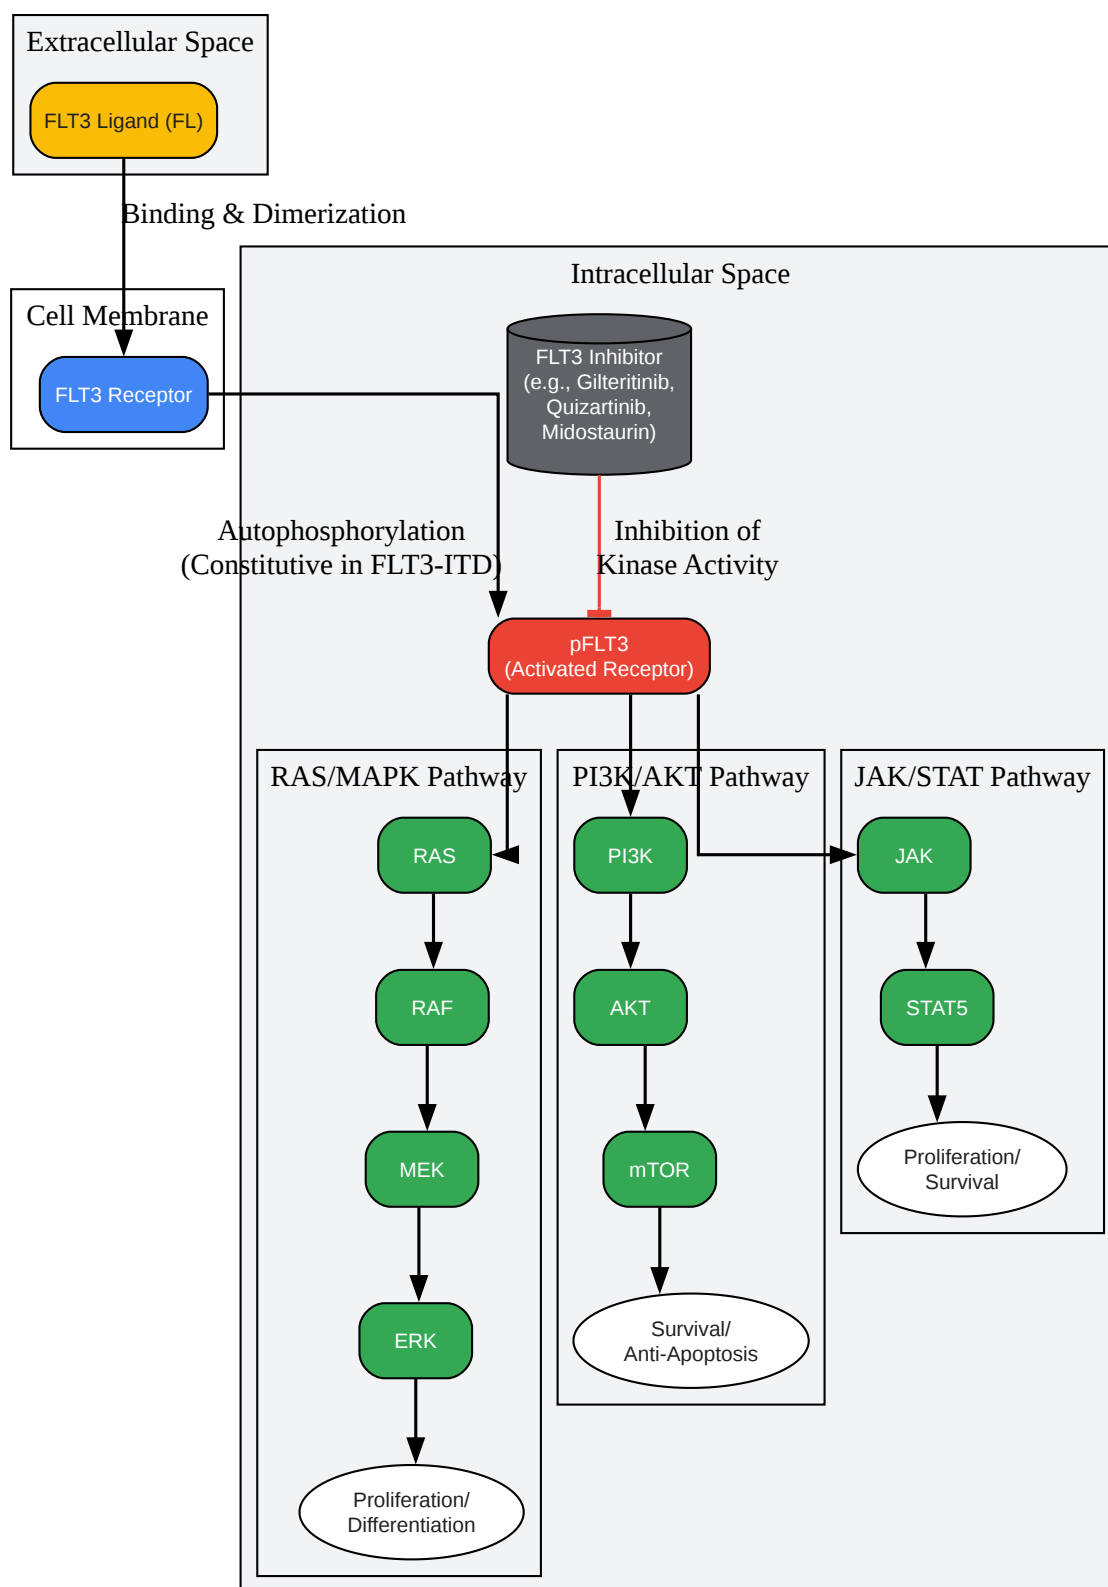 Extracellular Space
FLT3 Ligand (FL)
Binding & Dimerization
Intracellular Space
Cell Membrane
FLT3 Receptor
FLT3 Inhibitor
(e.g., Gilteritinib,
Quizartinib,
Midostaurin)
Autophosphorylation
(Constitutive in FLT3-ITD)
Inhibition of
Kinase Activity
pFLT3
(Activated Receptor)
RAS/MAPK Pathway
RAS
RAF
MEK
ERK
Proliferation/
Differentiation
PI3K/AKT Pathway
PI3K
AKT
mTOR
Survival/
Anti-Apoptosis
JAK/STAT Pathway
JAK
STAT5
Proliferation/
Survival